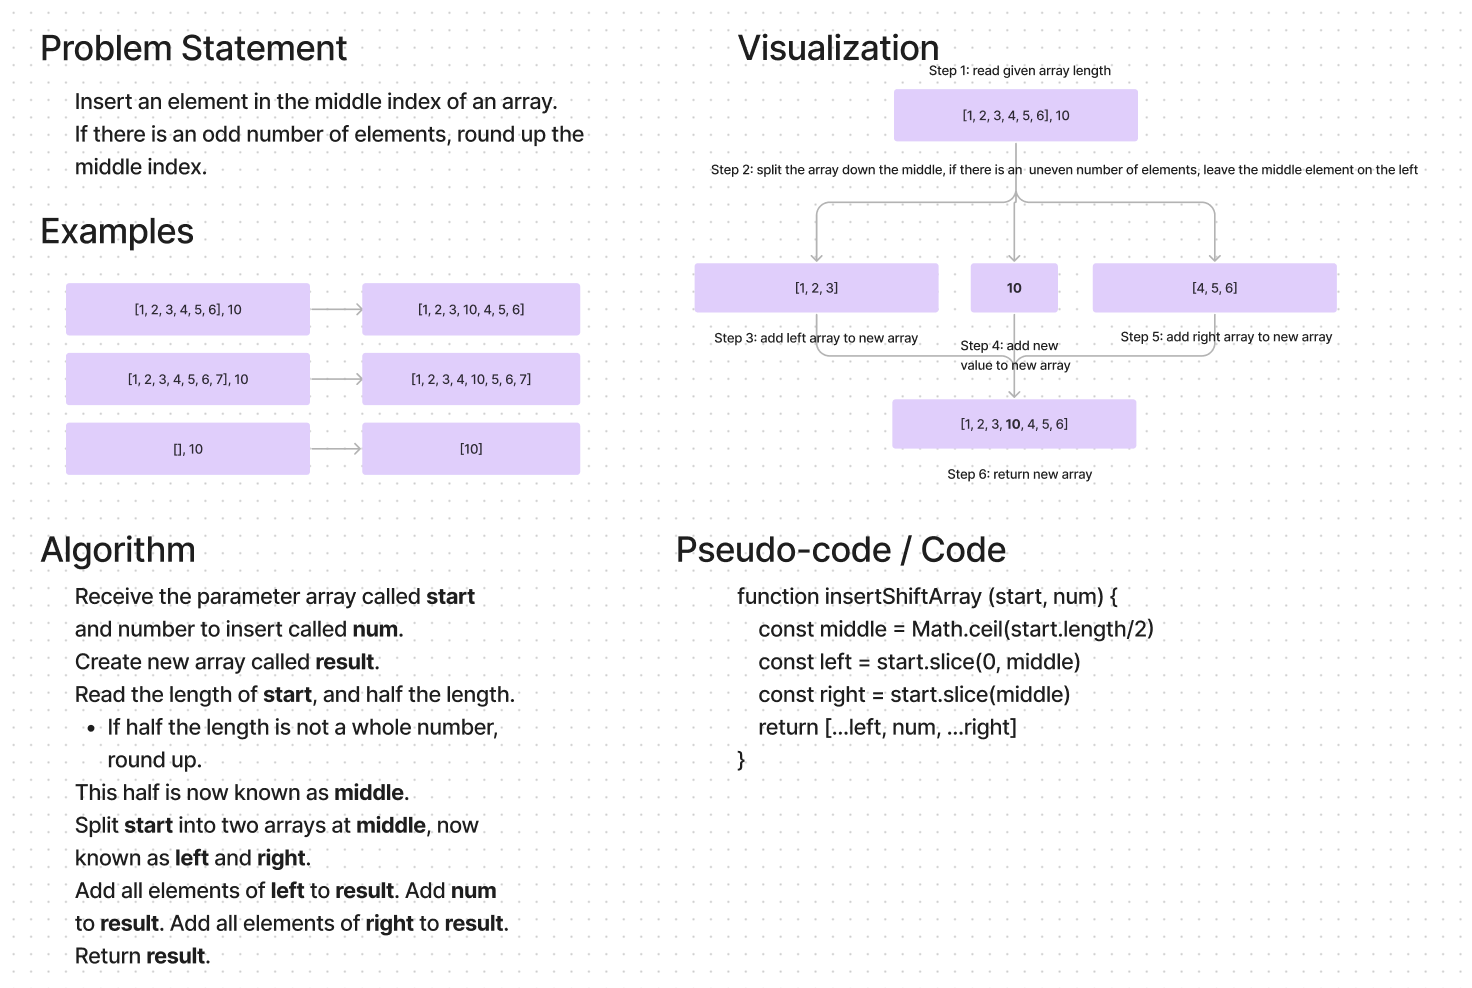 Problem Statement
Insert an element in the middle index of an array.
If there is an odd number of elements, round up the
middle index.
Examples
[1, 2, 3, 4, 5, 6], 10
[1, 2, 3, 10, 4, 5, 6]
[1, 2, 3, 4, 5, 6, 7], 10
[1, 2, 3, 4, 10, 5, 6, 7]
[], 10
[10]
Visualization
Step 1: read given array length
[1, 2, 3, 4, 5, 6], 10
Step 2: split the array down the middle, if there is an  uneven number of elements, leave the middle element on the left
[1, 2, 3]
10
[4, 5, 6]
Step 3: add left array to new array
Step 4: add new
value to new array
Step 5: add right array to new array
[1, 2, 3, 10, 4, 5, 6]
Step 6: return new array
Algorithm
Receive the parameter array called start
and number to insert called num.
Create new array called result.
Read the length of start, and half the length.
• If half the length is not a whole number,
round up.
This half is now known as middle.
Split start into two arrays at middle, now
known as left and right.
Add all elements of left to result. Add num
to result. Add all elements of right to result.
Return result.
Pseudo-code / Code
function insertShiftArray (start, num) {
const middle = Math.ceil(start.length/2)
const left = start.slice(0, middle)
const right = start.slice(middle)
return [...left, num, ...right]
}